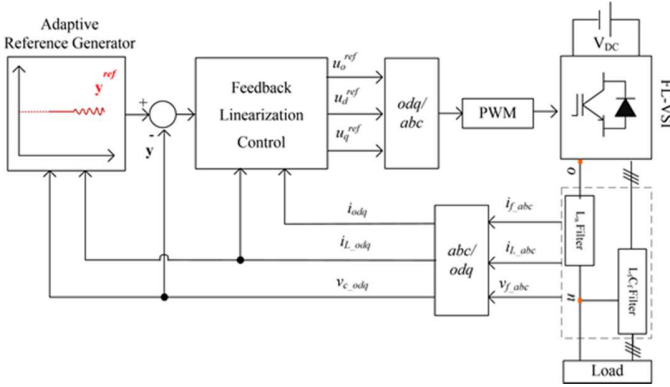 Adaptive
Reference Generator
y^ref
+
-
y
Feedback
Linearization
Control
u_o^ref
u_d^ref
u_q^ref
odq/
abc
PWM
V_DC
FL-VSI
o
i_odq
i_L_odq
v_c_odq
abc/
odq
i_f_abc
i_L_abc
v_f_abc
L_n Filter
n
L_f C_f Filter
Load